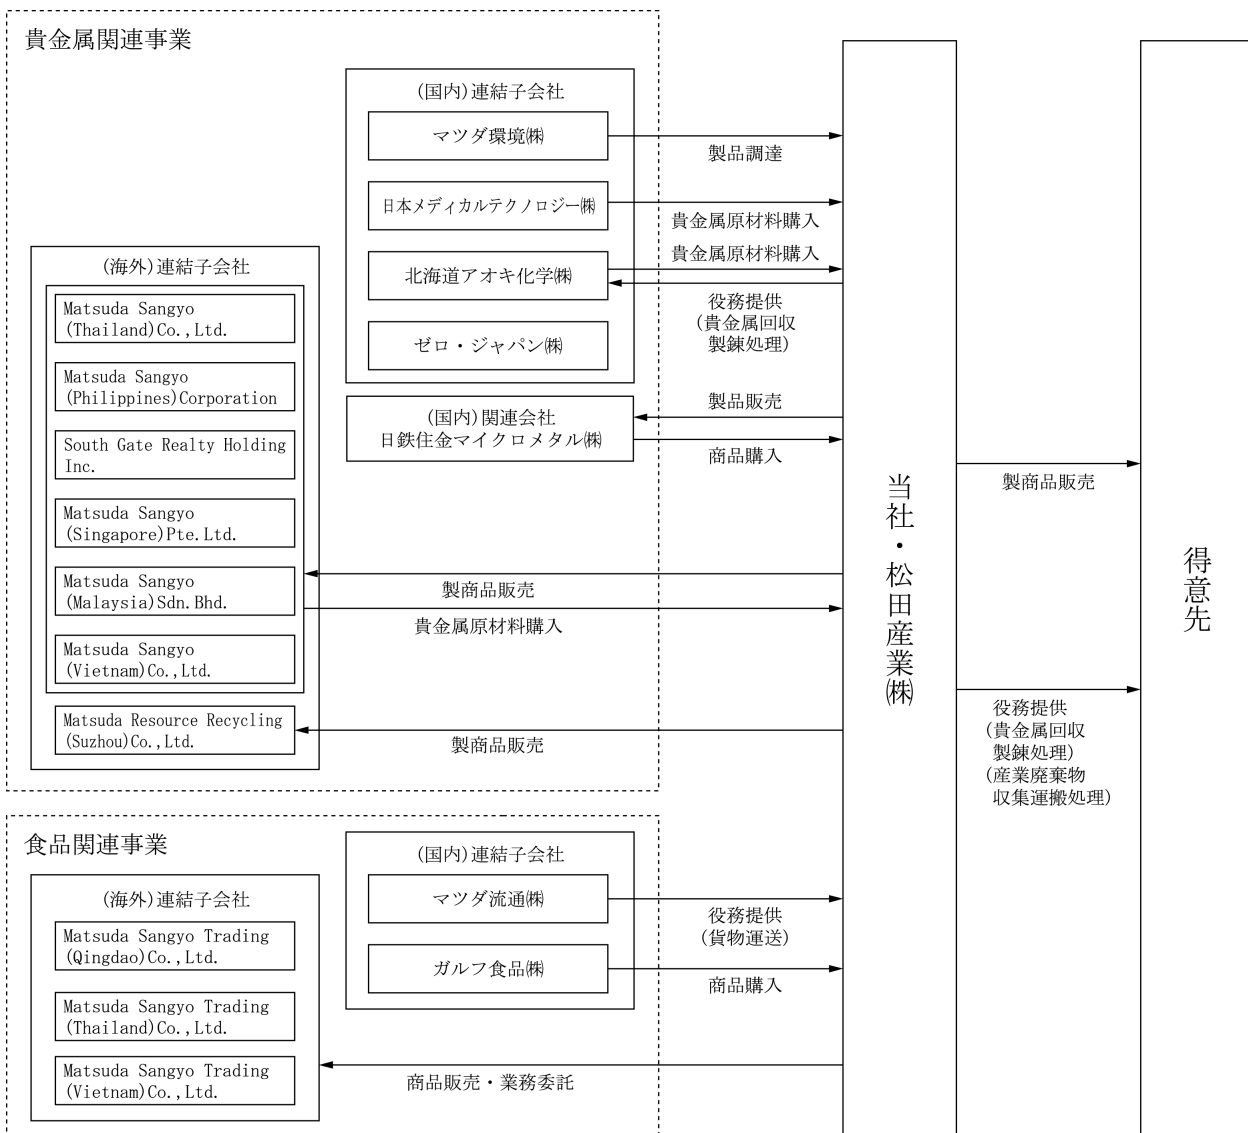 貴金属関連事業
(国内)連結子会社
マツダ環境㈱
製品調達
日本メディカルテクノロジー㈱
貴金属原材料購入
貴金属原材料購入
北海道アオキ化学㈱
役務提供
(貴金属回収
製錬処理)
ゼロ・ジャパン㈱
(国内)関連会社
日鉄住金マイクロメタル㈱
製品販売
商品購入
(海外)連結子会社
Matsuda Sangyo
(Thailand)Co.,Ltd.
Matsuda Sangyo
(Philippines)Corporation
South Gate Realty Holding
Inc.
Matsuda Sangyo
(Singapore)Pte.Ltd.
Matsuda Sangyo
(Malaysia)Sdn.Bhd.
Matsuda Sangyo
(Vietnam)Co.,Ltd.
製商品販売
貴金属原材料購入
Matsuda Resource Recycling
(Suzhou)Co.,Ltd.
製商品販売
食品関連事業
(国内)連結子会社
マツダ流通㈱
役務提供
(貨物運送)
ガルフ食品㈱
商品購入
(海外)連結子会社
Matsuda Sangyo Trading
(Qingdao)Co.,Ltd.
Matsuda Sangyo Trading
(Thailand)Co.,Ltd.
Matsuda Sangyo Trading
(Vietnam)Co.,Ltd.
商品販売・業務委託
当社・松田産業㈱
製商品販売
役務提供
(貴金属回収
製錬処理)
(産業廃棄物
収集運搬処理)
得意先